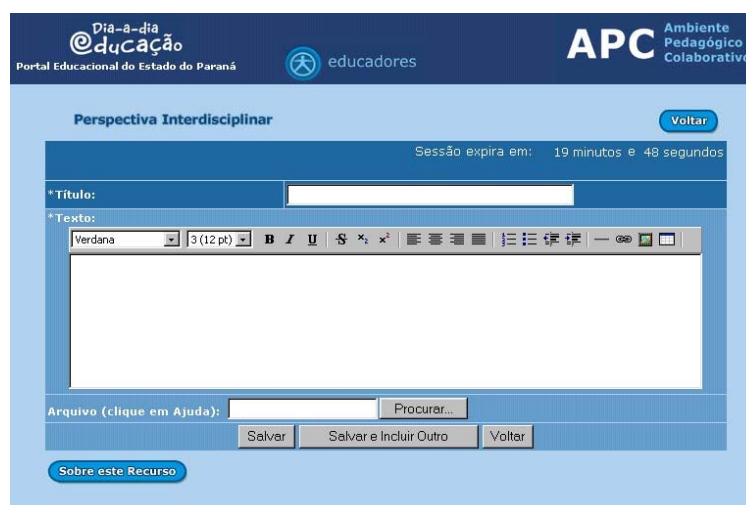 Dia-a-dia
educação
Portal Educacional do Estado do Paraná
educadores
APC
Ambiente
Pedagógico
Colaborativo
Perspectiva Interdisciplinar
Voltar
Sessão expira em: 19 minutos e 48 segundos
*Título:
*Texto:
Verdana 3 (12 pt) B I U S x₂ x²
Arquivo (clique em Ajuda): Procurar...
Salvar Salvar e Incluir Outro Voltar
Sobre este Recurso